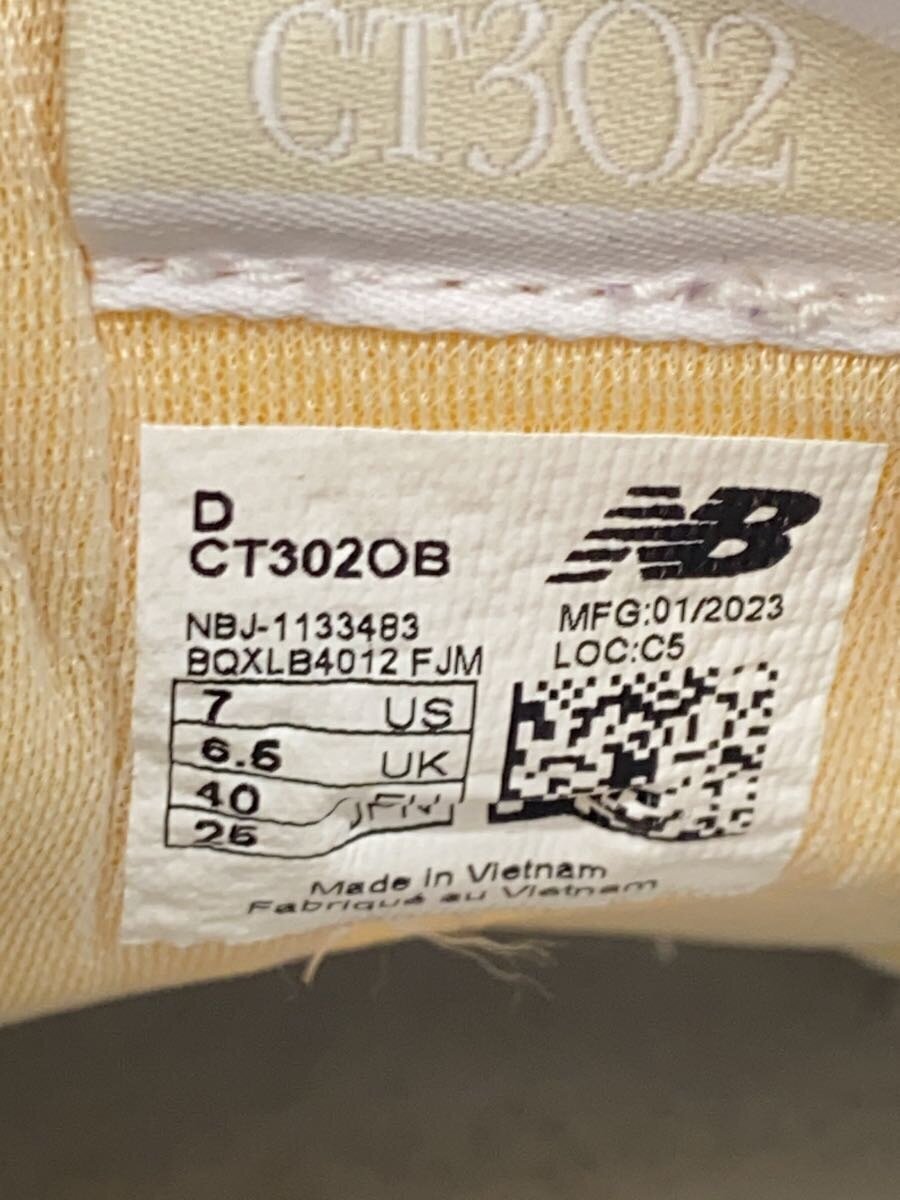 CT302
D
CT302OB
NB
NBJ-1133483
BQXLB4012 FJM
MFG:01/2023
LOC:C5
7 US
6.5 UK
40
25
Made in Vietnam
Fabriqué au Vietnam